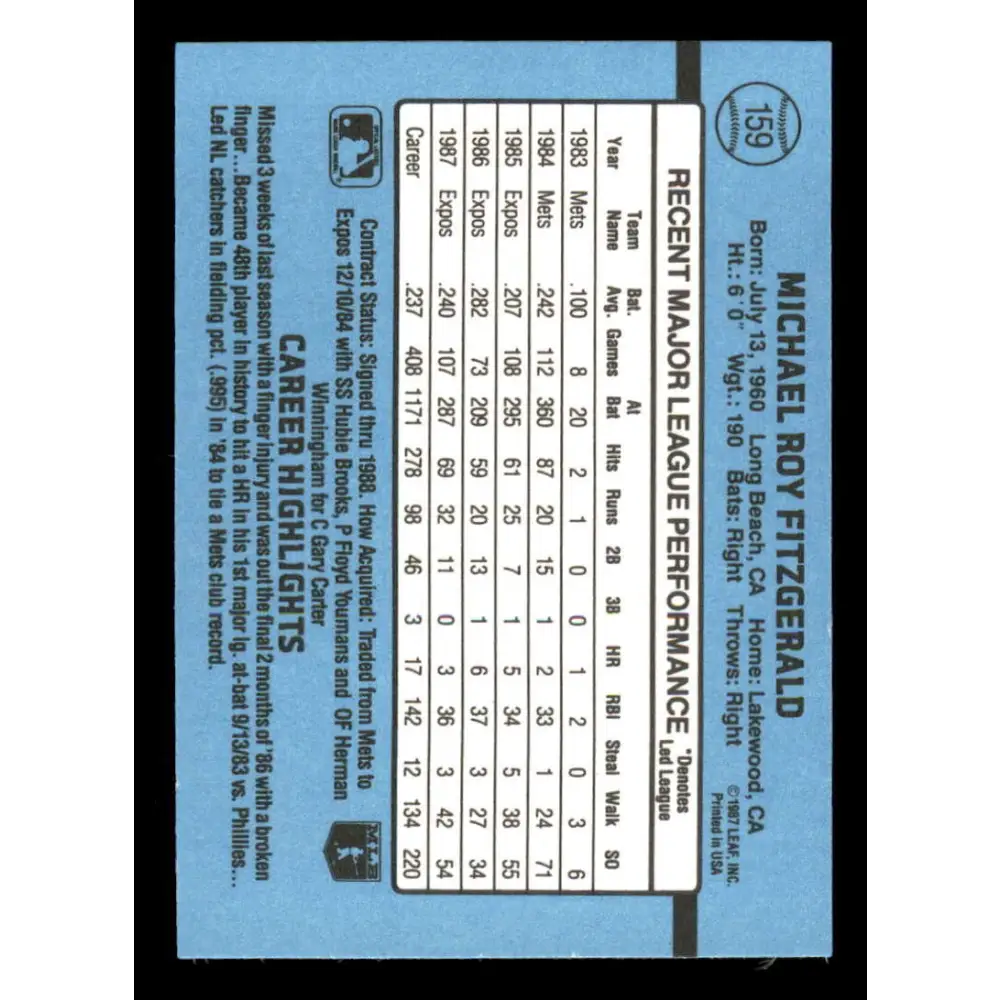 159
MICHAEL ROY FITZGERALD
Born: July 13, 1960 Long Beach, CA Home: Lakewood, CA
Ht.: 6'0" Wgt.: 190 Bats: Right Throws: Right
©1987 LEAF, INC.
Printed in USA
RECENT MAJOR LEAGUE PERFORMANCE *Denotes Led League
Year Team Name Bat. Avg. Games At Bat Hits Runs 2B 3B HR RBI Steal Walk SO
1983 Mets .100 8 20 2 1 0 0 1 2 0 3 6
1984 Mets .242 112 360 87 20 15 1 2 33 1 24 71
1985 Expos .207 108 295 61 25 7 1 5 34 5 38 55
1986 Expos .282 73 209 59 20 13 1 6 37 3 27 34
1987 Expos .240 107 287 69 32 11 0 3 36 3 42 54
Career .237 408 1171 278 98 46 3 17 142 12 134 220
Contract Status: Signed thru 1988. How Acquired: Traded from Mets to
Expos 12/10/84 with SS Hubie Brooks, P Floyd Youmans and OF Herman
Winningham for C Gary Carter
MLB
CAREER HIGHLIGHTS
Missed 3 weeks of last season with a finger injury and was out the final 2 months of '86 with a broken
finger...Became 48th player in history to hit a HR in his 1st major lg. at-bat 9/13/83 vs. Phillies...
Led NL catchers in fielding pct. (.995) in '84 to tie a Mets club record.